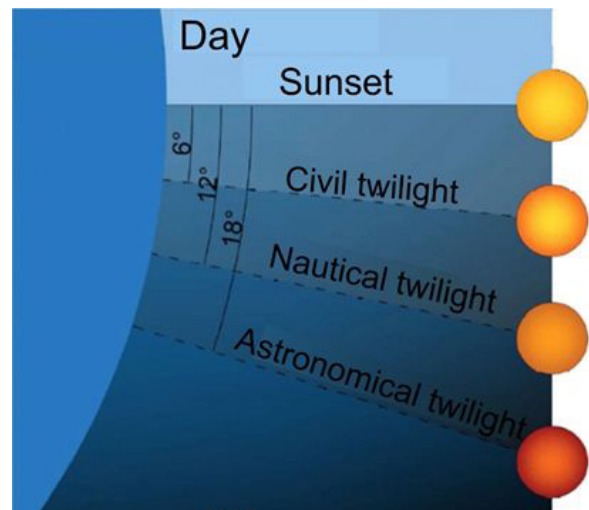 Day
Sunset
6°
Civil twilight
12°
Nautical twilight
18°
Astronomical twilight